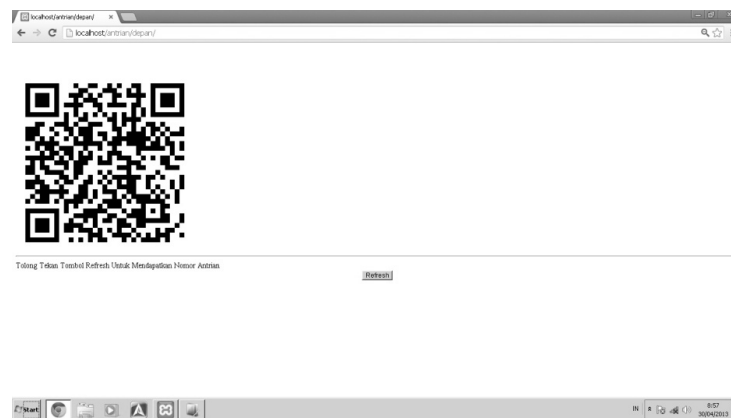 localhost/antrian/depan/
localhost/antrian/depan/
Tolong Tekan Tombol Refresh Untuk Mendapatkan Nomor Antrian
Refresh
Start
IN
8:57
30/04/2013